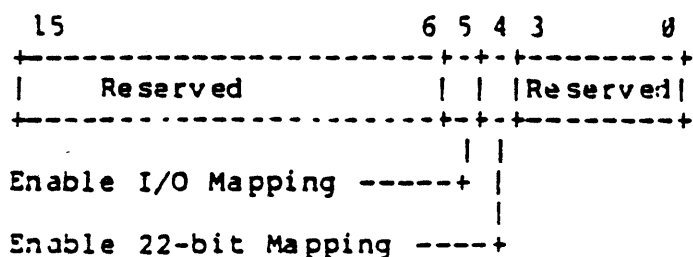 15 6 5 4 3 0
+-----------------------+-+-+---------+
| Reserved | | |Reserved|
+-----------------------+-+-+---------+
| |
Enable I/O Mapping -----+ |
|
Enable 22-bit Mapping ----+